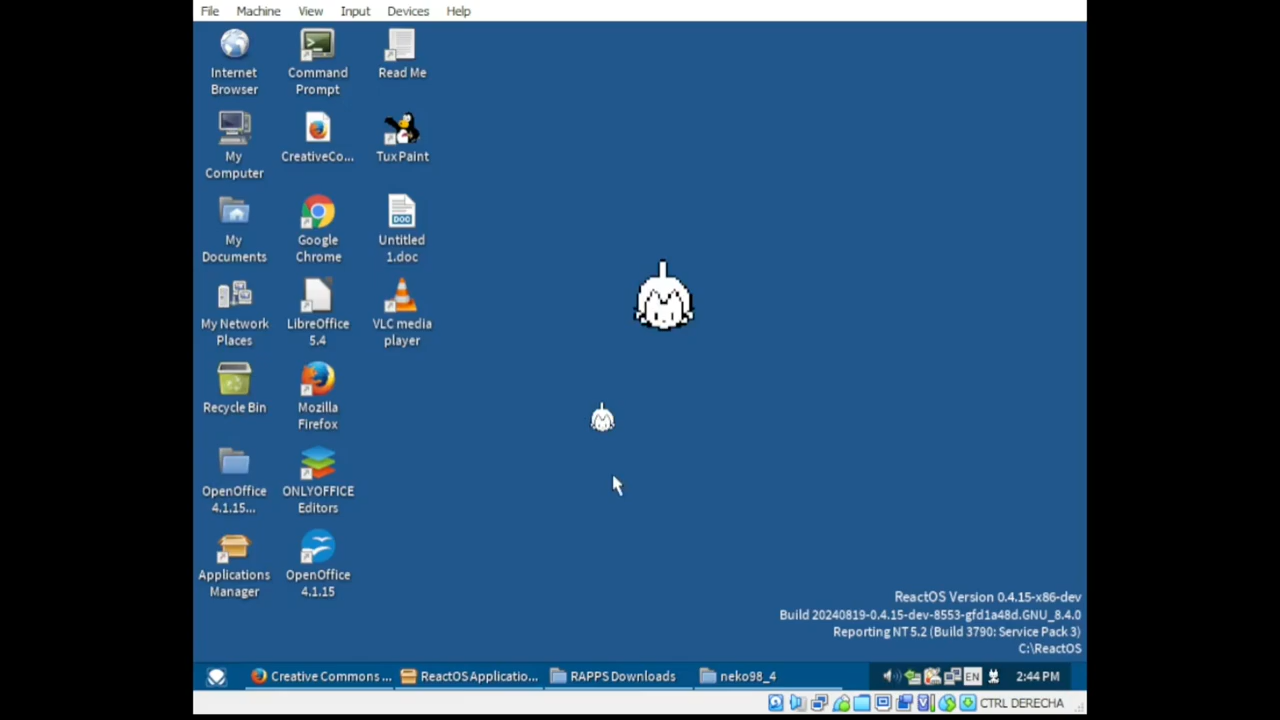 File Machine View Input Devices Help
Internet
Browser
Command
Prompt
Read Me
My
Computer
CreativeCo...
Tux Paint
My
Documents
Google
Chrome
Untitled
1.doc
DOC
My Network
Places
LibreOffice
5.4
VLC media
player
Recycle Bin
Mozilla
Firefox
OpenOffice
4.1.15...
ONLYOFFICE
Editors
Applications
Manager
OpenOffice
4.1.15
ReactOS Version 0.4.15-x86-dev
Build 20240819-0.4.15-dev-8553-gfd1a48d.GNU_8.4.0
Reporting NT 5.2 (Build 3790: Service Pack 3)
C:\ReactOS
Creative Commons ... ReactOS Applicatio... RAPPS Downloads neko98_4 EN 2:44 PM
CTRL DERECHA